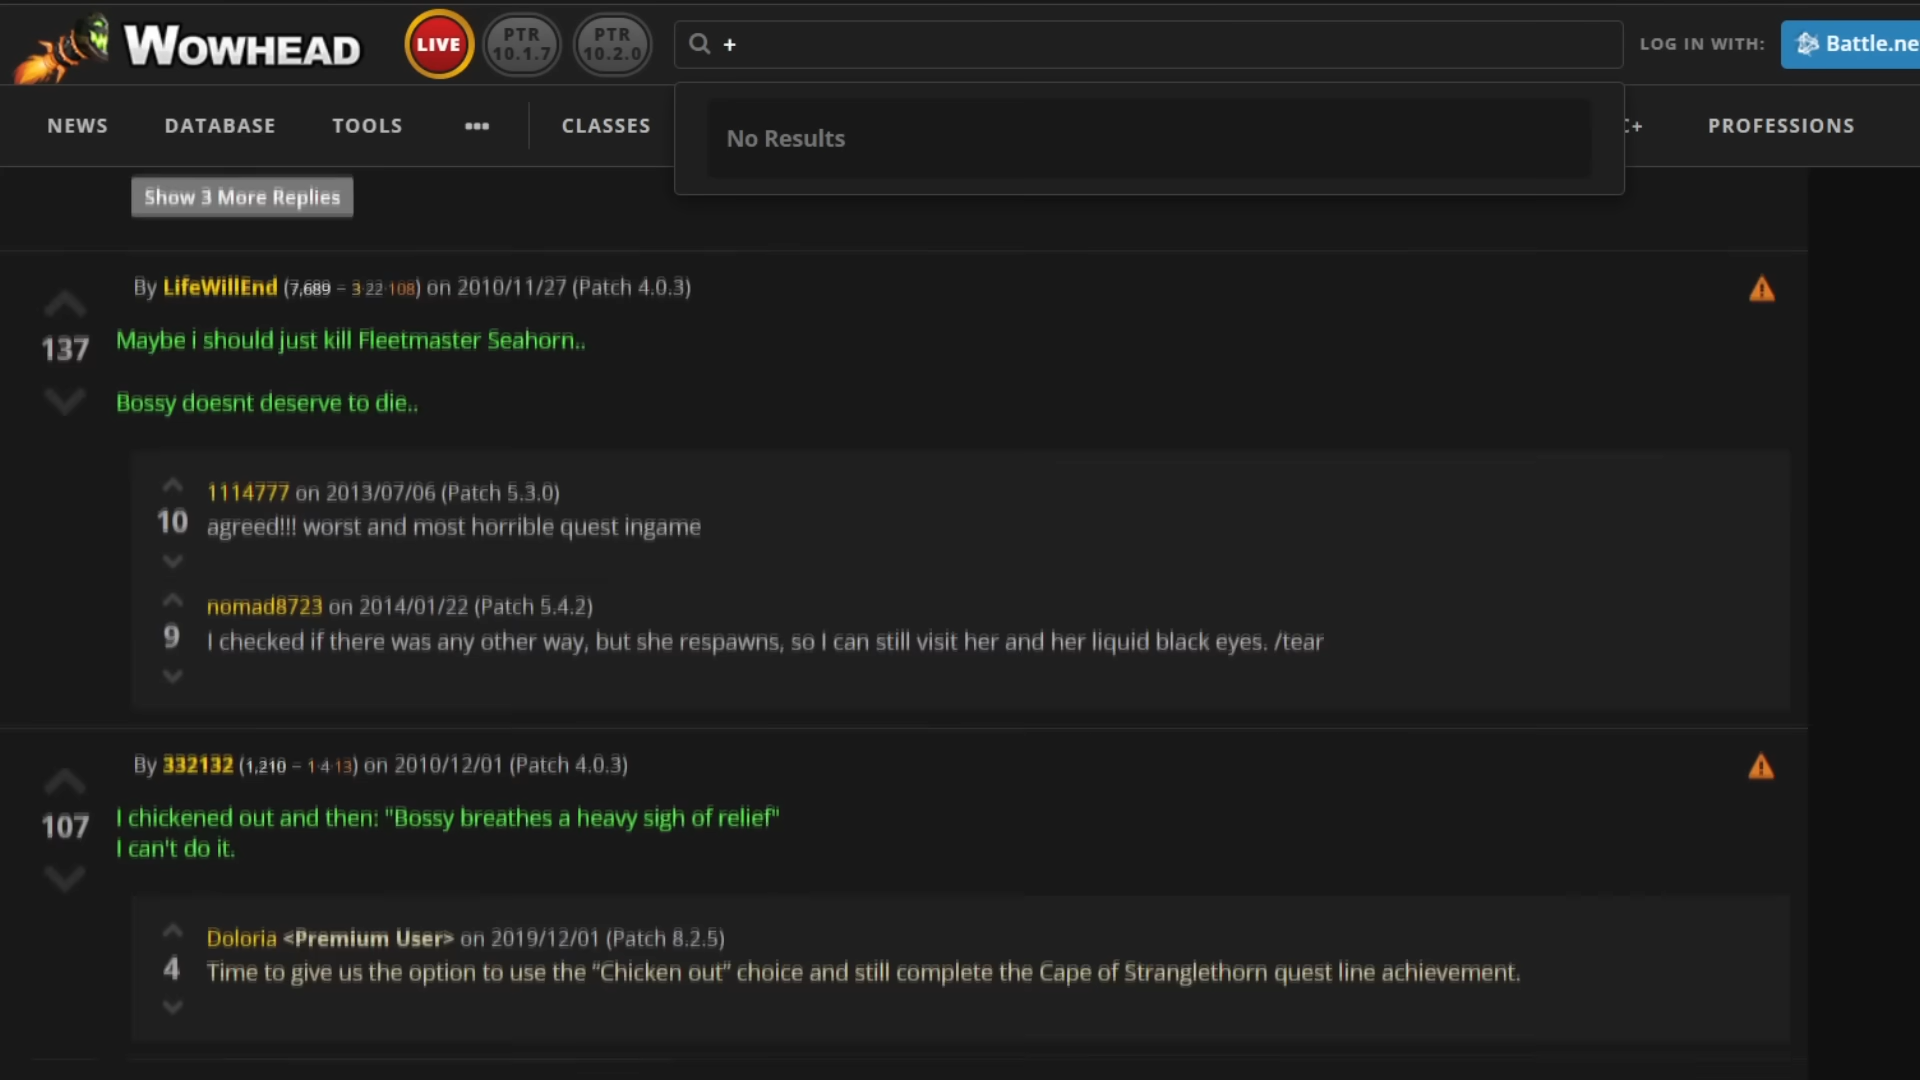 WOWHEAD
LIVE
PTR
10.1.7
PTR
10.2.0
+
LOG IN WITH:
Battle.ne
NEWS
DATABASE
TOOLS
•••
CLASSES
No Results
C+
PROFESSIONS
Show 3 More Replies
By LifeWillEnd (7,689 – 3 22 108) on 2010/11/27 (Patch 4.0.3)
137
Maybe i should just kill Fleetmaster Seahorn..
Bossy doesnt deserve to die..
1114777 on 2013/07/06 (Patch 5.3.0)
10
agreed!!! worst and most horrible quest ingame
nomad8723 on 2014/01/22 (Patch 5.4.2)
9
I checked if there was any other way, but she respawns, so I can still visit her and her liquid black eyes. /tear
By 332132 (1,210 – 1 4 13) on 2010/12/01 (Patch 4.0.3)
107
I chickened out and then: "Bossy breathes a heavy sigh of relief"
I can't do it.
Doloria <Premium User> on 2019/12/01 (Patch 8.2.5)
4
Time to give us the option to use the "Chicken out" choice and still complete the Cape of Stranglethorn quest line achievement.